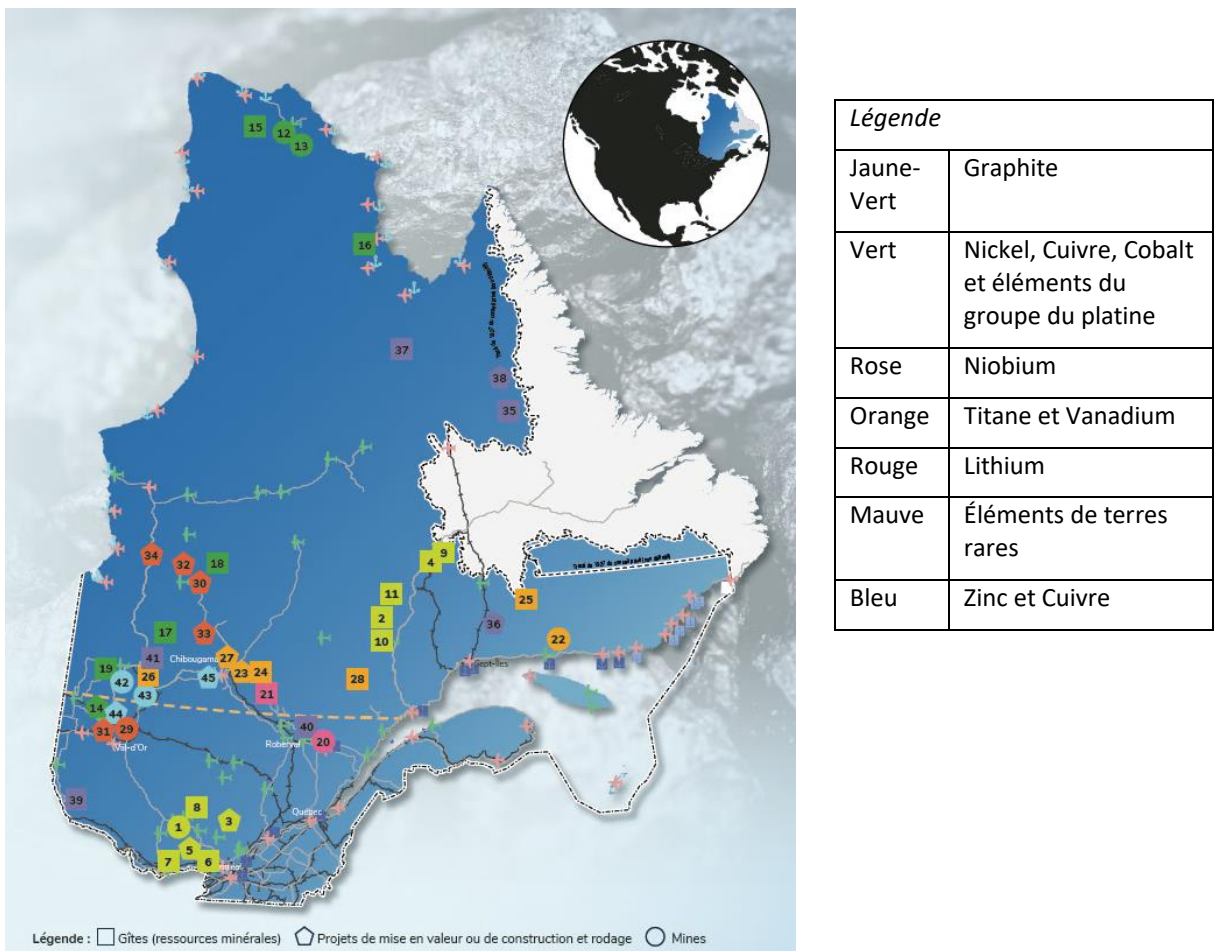 15
12
13
16
37
38
35
34
32
18
30
9
4
11
2
10
25
36
22
17
33
41
19
42
26
43
Chibougama
27
45
23
24
21
28
14
44
31
29
Val-d'Or
40
Roberval
20
Sept-Îles
39
8
1
3
5
7
6
Québec
Légende : Gîtes (ressources minérales) Projets de mise en valeur ou de construction et rodage Mines
Légende
Jaune-
Vert
Graphite
Vert
Nickel, Cuivre, Cobalt
et éléments du
groupe du platine
Rose
Niobium
Orange
Titane et Vanadium
Rouge
Lithium
Mauve
Éléments de terres
rares
Bleu
Zinc et Cuivre